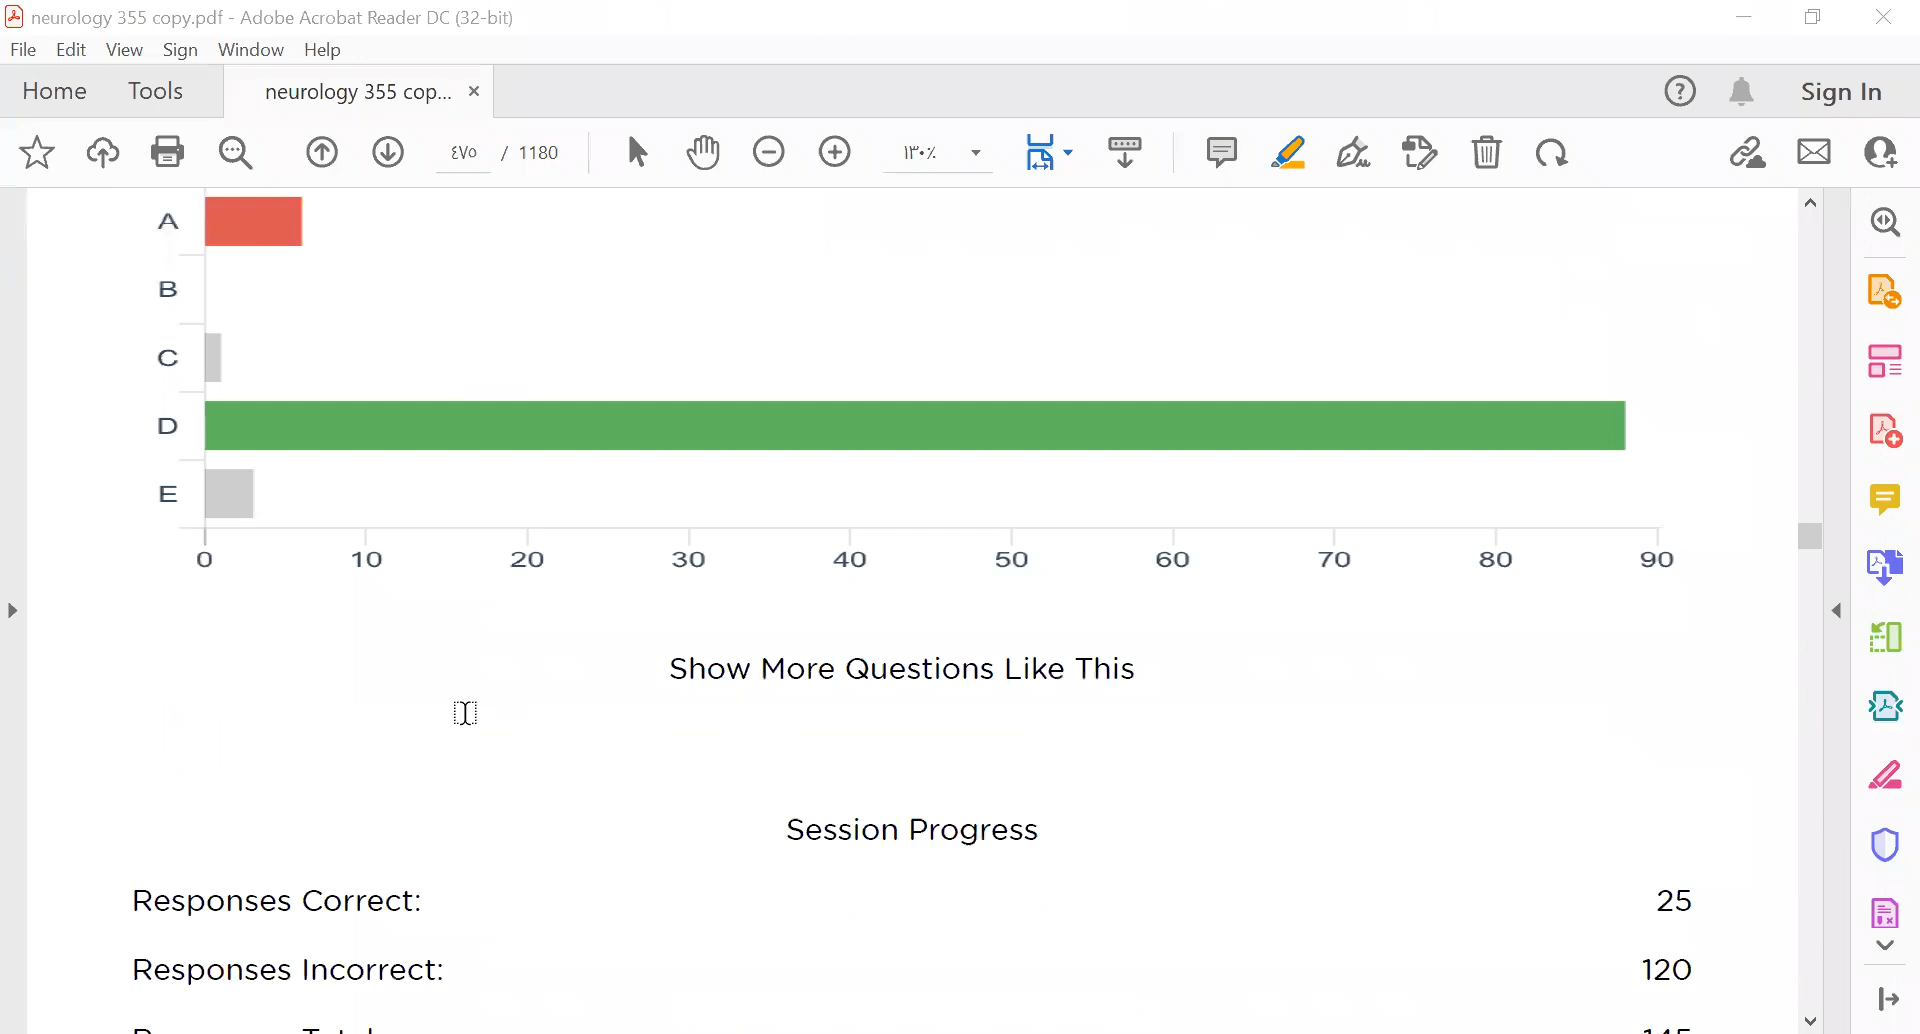 neurology 355 copy.pdf - Adobe Acrobat Reader DC (32-bit)
File Edit View Sign Window Help
Home Tools neurology 355 cop... Sign In
٤٧٥ / 1180 ١٣٠٪
A
B
C
D
E
0 10 20 30 40 50 60 70 80 90
Show More Questions Like This
Session Progress
Responses Correct: 25
Responses Incorrect: 120